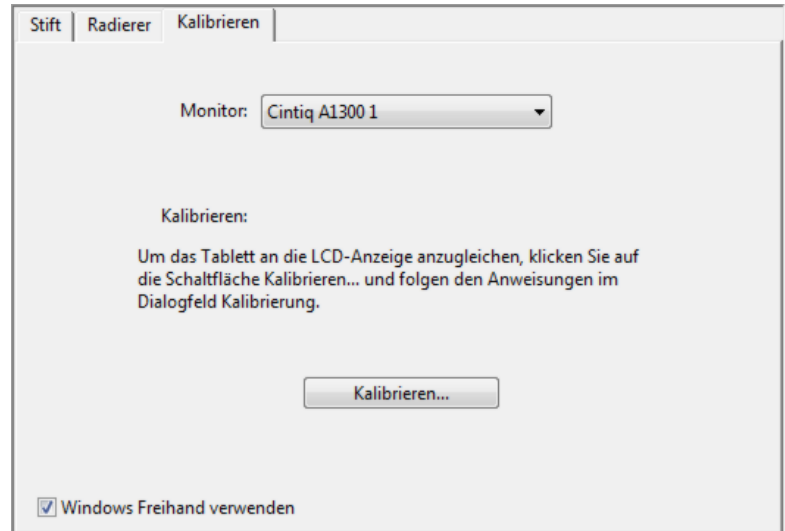 Stift Radierer Kalibrieren
Monitor: Cintiq A1300 1
Kalibrieren:
Um das Tablett an die LCD-Anzeige anzugleichen, klicken Sie auf
die Schaltfläche Kalibrieren... und folgen den Anweisungen im
Dialogfeld Kalibrierung.
Kalibrieren...
Windows Freihand verwenden